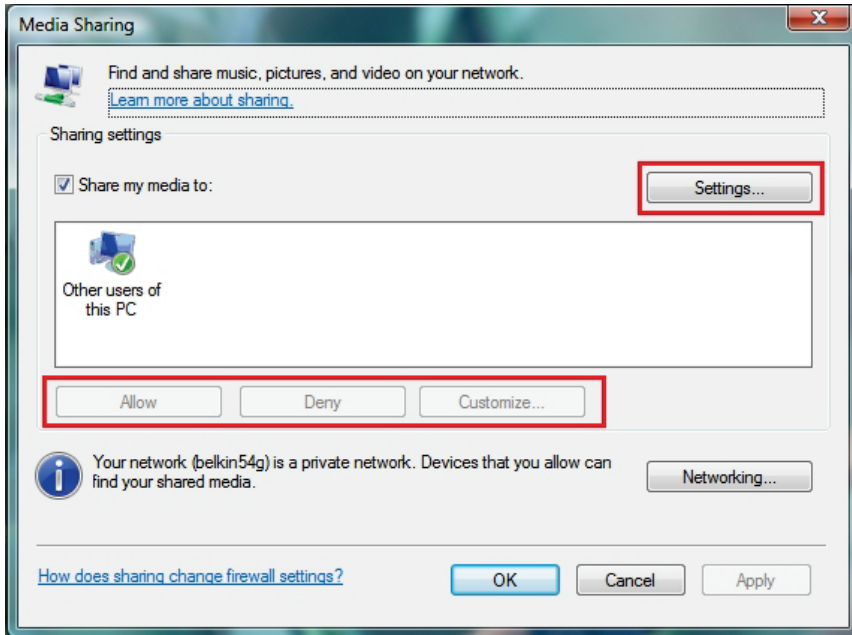 Media Sharing
Find and share music, pictures, and video on your network.
Learn more about sharing.
Sharing settings
Share my media to:
Settings...
Other users of
this PC
Allow
Deny
Customize...
Your network (belkin54g) is a private network. Devices that you allow can
find your shared media.
Networking...
How does sharing change firewall settings?
OK
Cancel
Apply